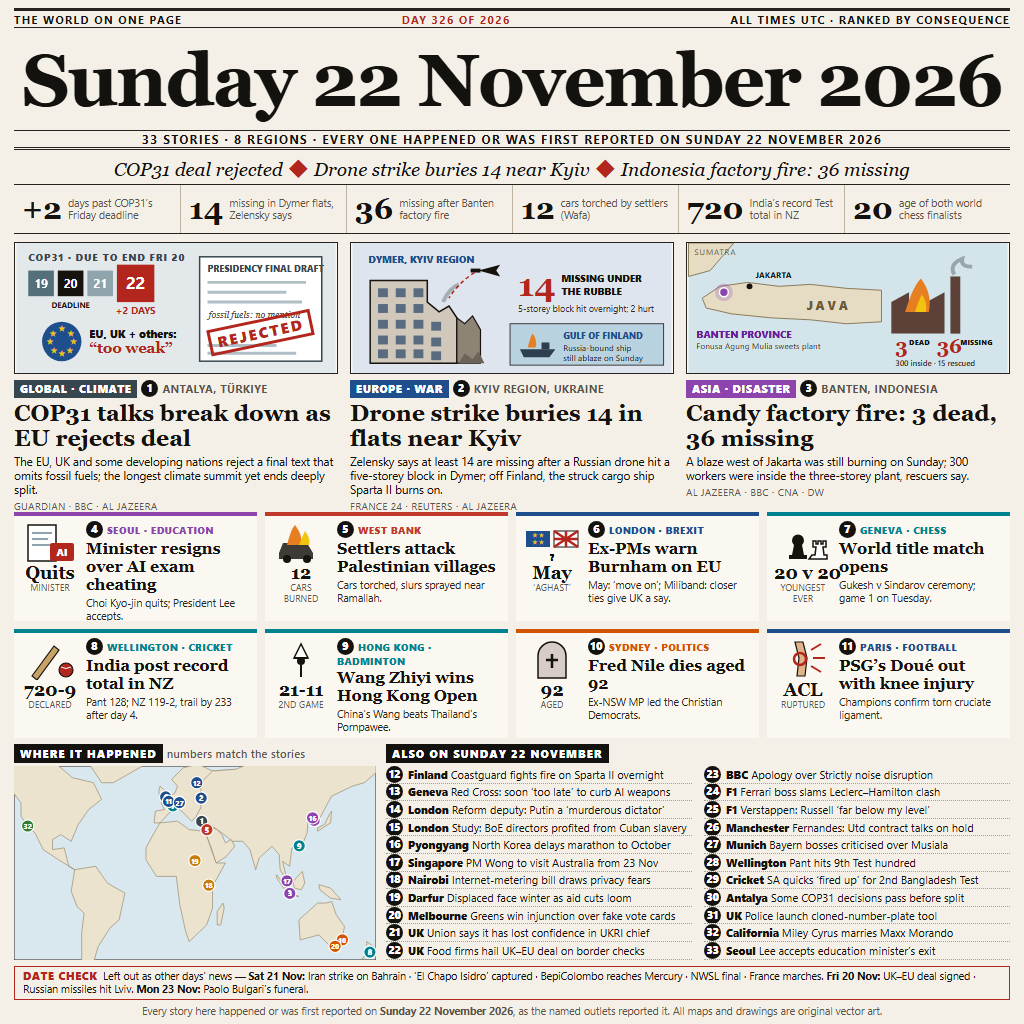 THE WORLD ON ONE PAGE
DAY 326 OF 2026
ALL TIMES UTC · RANKED BY CONSEQUENCE
Sunday 22 November 2026
33 STORIES · 8 REGIONS · EVERY ONE HAPPENED OR WAS FIRST REPORTED ON SUNDAY 22 NOVEMBER 2026
COP31 deal rejected ◆ Drone strike buries 14 near Kyiv ◆ Indonesia factory fire: 36 missing
+2 days past COP31's
Friday deadline
14 missing in Dymer flats,
Zelensky says
36 missing after Banten
factory fire
12 cars torched by settlers
(Wafa)
720 India's record Test
total in NZ
20 age of both world
chess finalists
COP31 · DUE TO END FRI 20
19 20 21 22
DEADLINE
+2 DAYS
EU, UK + others:
“too weak”
PRESIDENCY FINAL DRAFT
fossil fuels: no mention
REJECTED
DYMER, KYIV REGION
14 MISSING UNDER
THE RUBBLE
5-storey block hit overnight; 2 hurt
GULF OF FINLAND
Russia-bound ship
still ablaze on Sunday
SUMATRA
JAKARTA
JAVA
BANTEN PROVINCE
Fonusa Agung Mulia sweets plant
3 DEAD 36 MISSING
300 inside · 15 rescued
GLOBAL · CLIMATE 1 ANTALYA, TÜRKIYE
COP31 talks break down as
EU rejects deal
The EU, UK and some developing nations reject a final text that
omits fossil fuels; the longest climate summit yet ends deeply
split.
GUARDIAN · BBC · AL JAZEERA
EUROPE · WAR 2 KYIV REGION, UKRAINE
Drone strike buries 14 in
flats near Kyiv
Zelensky says at least 14 are missing after a Russian drone hit a
five-storey block in Dymer; off Finland, the struck cargo ship
Sparta II burns on.
FRANCE 24 · REUTERS · AL JAZEERA
ASIA · DISASTER 3 BANTEN, INDONESIA
Candy factory fire: 3 dead,
36 missing
A blaze west of Jakarta was still burning on Sunday; 300
workers were inside the three-storey plant, rescuers say.
AL JAZEERA · BBC · CNA · DW
AI
Quits
MINISTER
4 SEOUL · EDUCATION
Minister resigns
over AI exam
cheating
Choi Kyo-jin quits; President Lee
accepts.
12
CARS
BURNED
5 WEST BANK
Settlers attack
Palestinian villages
Cars torched, slurs sprayed near
Ramallah.
?
May
‘AGHAST’
6 LONDON · BREXIT
Ex-PMs warn
Burnham on EU
May: ‘move on’; Miliband: closer
ties give UK a say.
20 v 20
YOUNGEST
EVER
7 GENEVA · CHESS
World title match
opens
Gukesh v Sindarov ceremony;
game 1 on Tuesday.
720-9
DECLARED
8 WELLINGTON · CRICKET
India post record
total in NZ
Pant 128; NZ 119-2, trail by 233
after day 4.
21-11
2ND GAME
9 HONG KONG ·
BADMINTON
Wang Zhiyi wins
Hong Kong Open
China's Wang beats Thailand's
Pornpawee.
92
AGED
10 SYDNEY · POLITICS
Fred Nile dies aged
92
Ex-NSW MP led the Christian
Democrats.
ACL
RUPTURED
11 PARIS · FOOTBALL
PSG's Doué out
with knee injury
Champions confirm torn cruciate
ligament.
WHERE IT HAPPENED numbers match the stories
12
11 27
2
1
5
32
16
9
19
18
17
3
20 10
8
ALSO ON SUNDAY 22 NOVEMBER
12 Finland Coastguard fights fire on Sparta II overnight
13 Geneva Red Cross: soon ‘too late’ to curb AI weapons
14 London Reform deputy: Putin a ‘murderous dictator’
15 London Study: BoE directors profited from Cuban slavery
16 Pyongyang North Korea delays marathon to October
17 Singapore PM Wong to visit Australia from 23 Nov
18 Nairobi Internet-metering bill draws privacy fears
19 Darfur Displaced face winter as aid cuts loom
20 Melbourne Greens win injunction over fake vote cards
21 UK Union says it has lost confidence in UKRI chief
22 UK Food firms hail UK–EU deal on border checks
23 BBC Apology over Strictly noise disruption
24 F1 Ferrari boss slams Leclerc–Hamilton clash
25 F1 Verstappen: Russell ‘far below my level’
26 Manchester Fernandes: Utd contract talks on hold
27 Munich Bayern bosses criticised over Musiala
28 Wellington Pant hits 9th Test hundred
29 Cricket SA quicks ‘fired up’ for 2nd Bangladesh Test
30 Antalya Some COP31 decisions pass before split
31 UK Police launch cloned-number-plate tool
32 California Miley Cyrus marries Maxx Morando
33 Seoul Lee accepts education minister's exit
DATE CHECK Left out as other days' news — Sat 21 Nov: Iran strike on Bahrain · ‘El Chapo Isidro’ captured · BepiColombo reaches Mercury · NWSL final · France marches. Fri 20 Nov: UK–EU deal signed ·
Russian missiles hit Lviv. Mon 23 Nov: Paolo Bulgari's funeral.
Every story here happened or was first reported on Sunday 22 November 2026, as the named outlets reported it. All maps and drawings are original vector art.